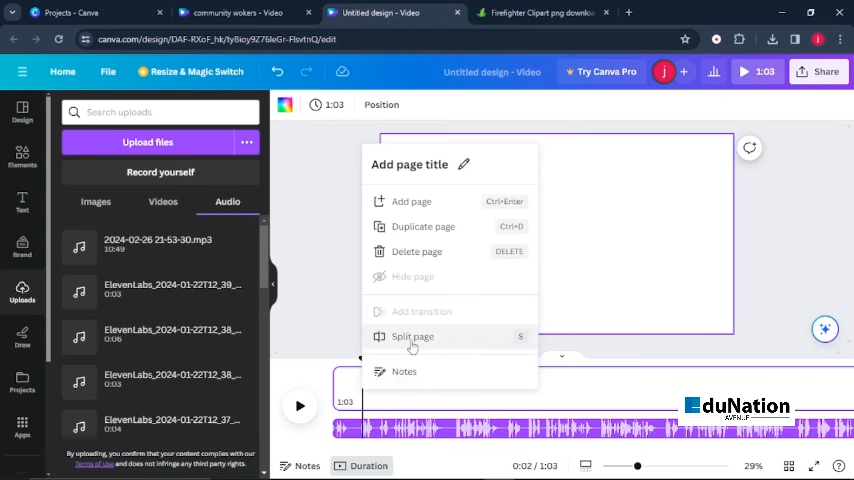 Projects - Canva
community wokers - Video
Untitled design - Video
Firefighter Clipart png downloa
canva.com/design/DAF-RXoF_hk/tyBioy9Z76leGr-FlsvtnQ/edit
Home
File
Resize & Magic Switch
Untitled design - Video
Try Canva Pro
j
1:03
Share
Design
Elements
Text
Brand
Uploads
Draw
Projects
Apps
Search uploads
Upload files
Record yourself
Images
Videos
Audio
2024-02-26 21-53-30.mp3
10:49
ElevenLabs_2024-01-22T12_39_...
0:03
ElevenLabs_2024-01-22T12_38_...
0:06
ElevenLabs_2024-01-22T12_38_...
0:03
ElevenLabs_2024-01-22T12_37_...
0:04
By uploading, you confirm that your content complies with our
Terms of Use and does not infringe any third party rights.
1:03
Position
Add page title
Add page Ctrl+Enter
Duplicate page Ctrl+D
Delete page DELETE
Hide page
Add transition
Split page S
Notes
1:03
EduNation
AVENUE
Notes
Duration
0:02 / 1:03
29%